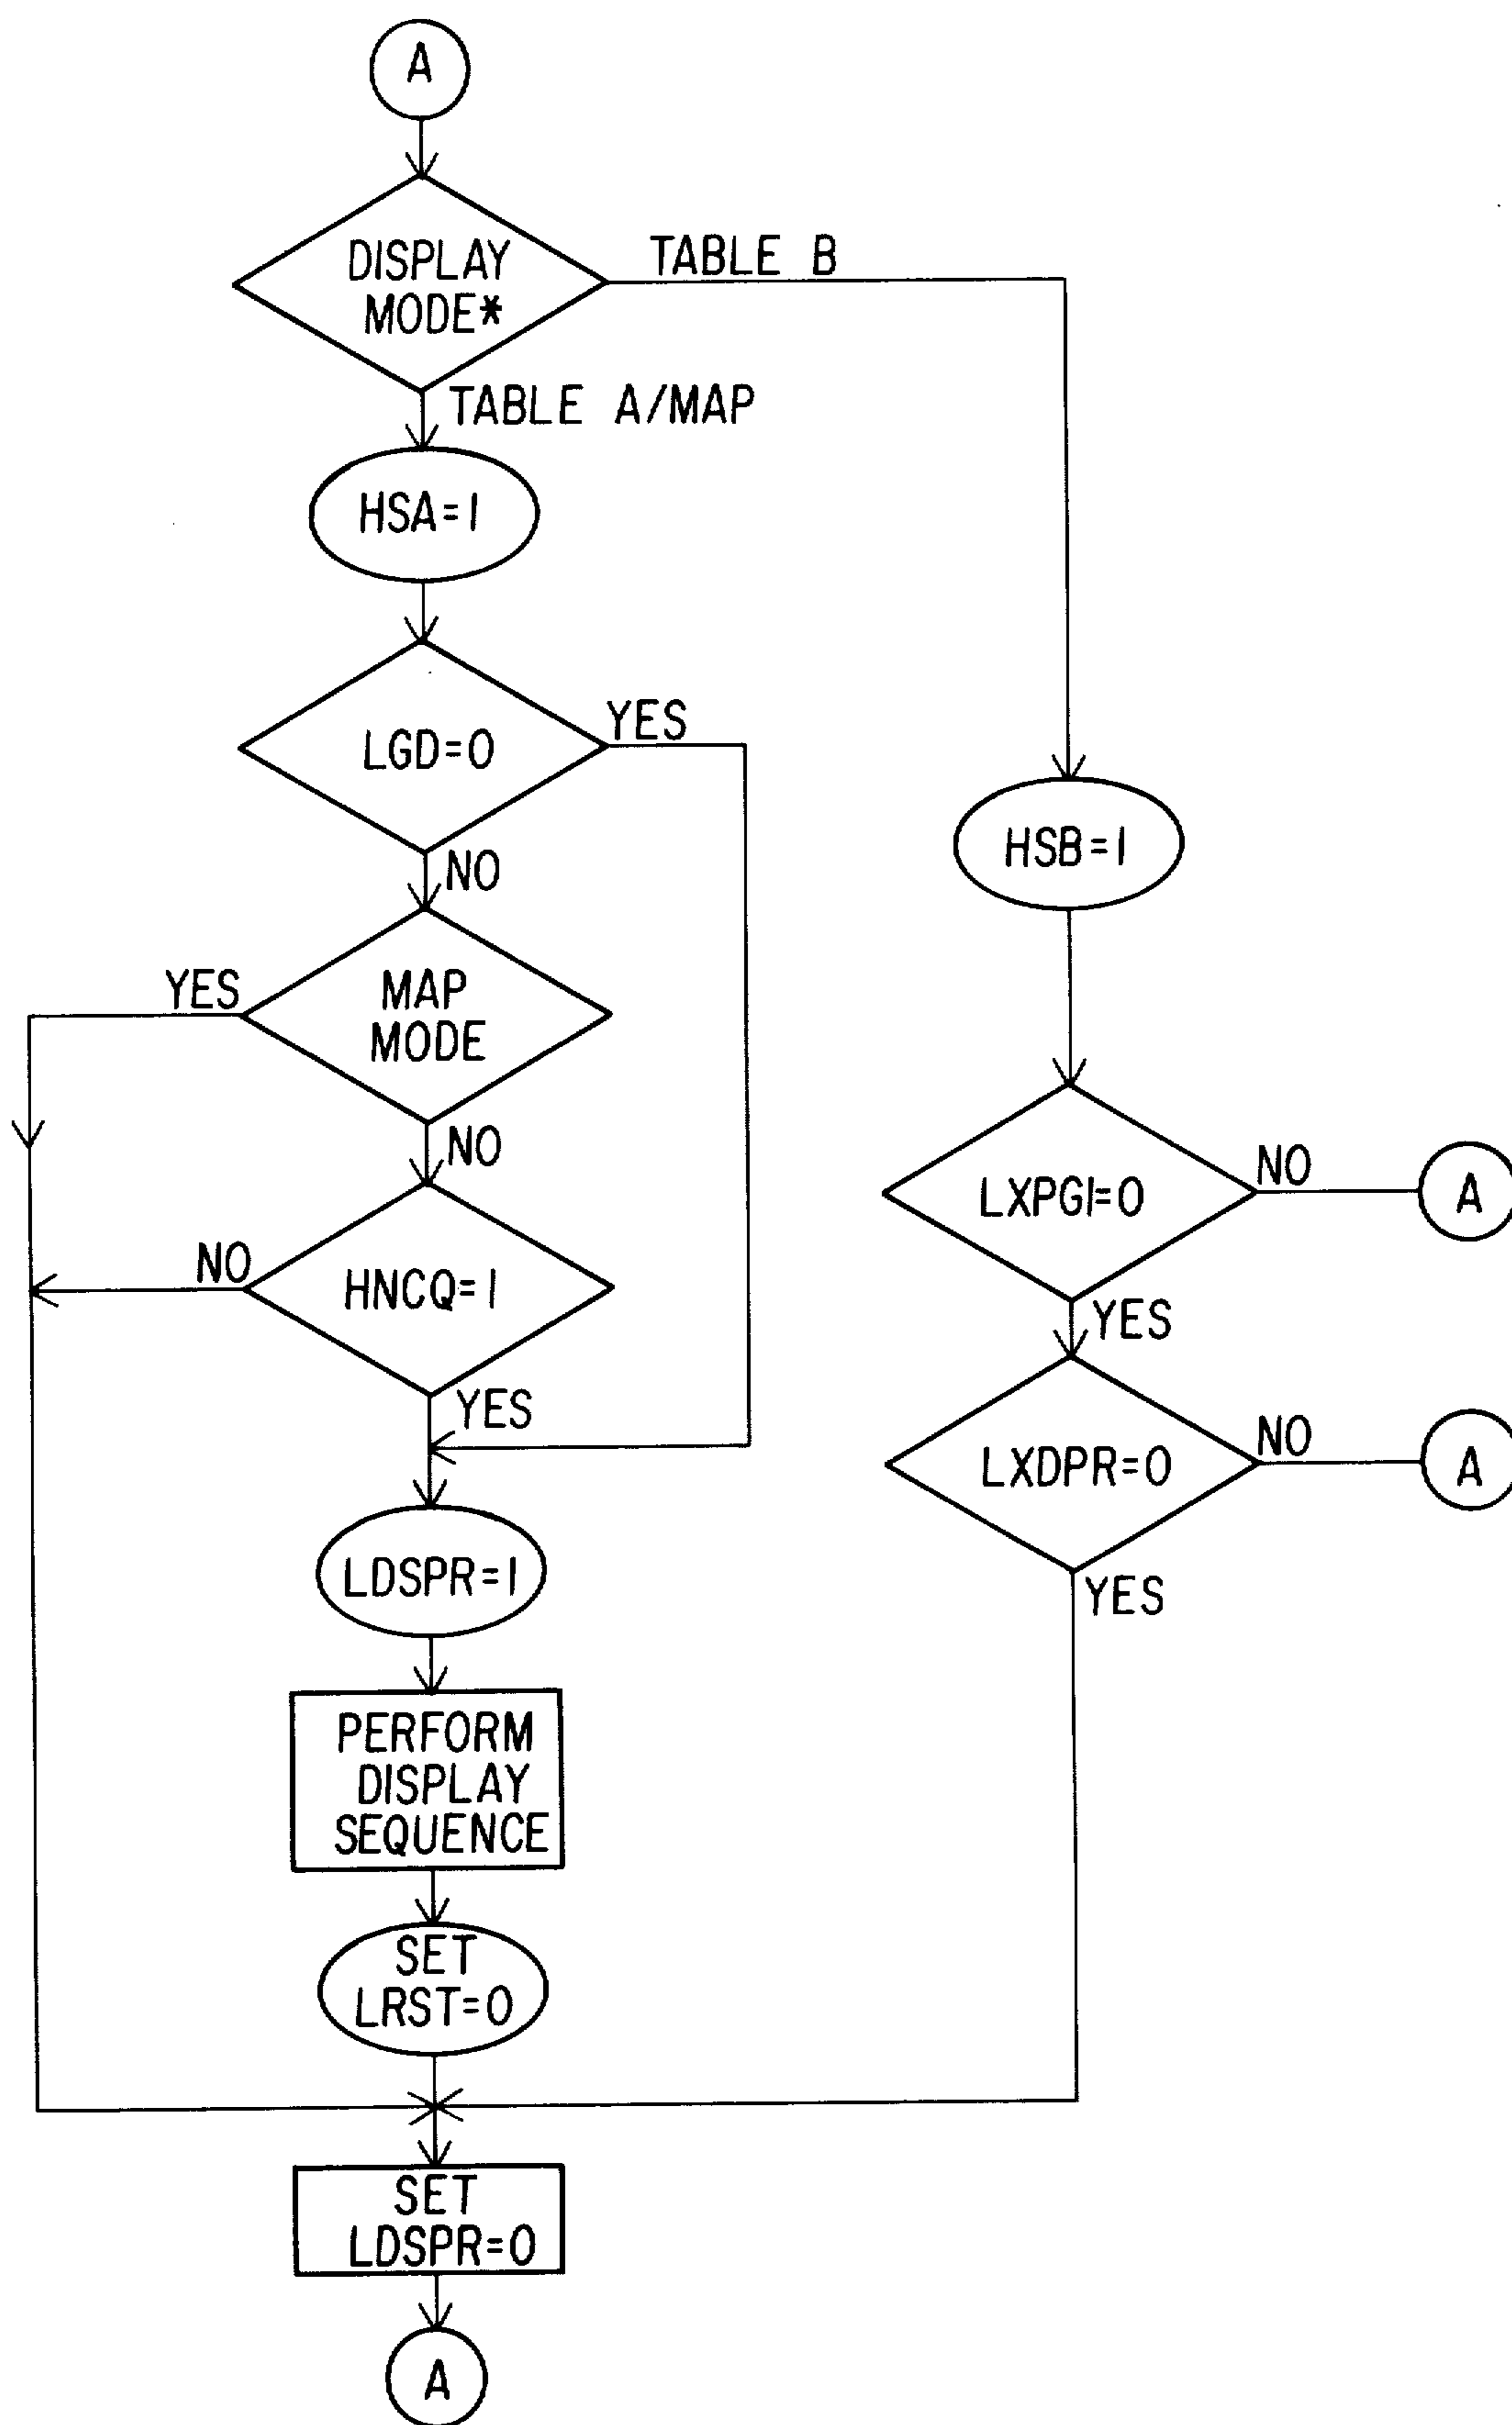 A
DISPLAY
MODE*
TABLE B
TABLE A/MAP
HSA=1
LGD=0
YES
NO
HSB=1
YES
MAP
MODE
NO
NO
HNCQ=1
YES
LXPGI=0
NO
A
YES
LXDPR=0
NO
A
YES
LDSPR=1
PERFORM
DISPLAY
SEQUENCE
SET
LRST=0
SET
LDSPR=0
A